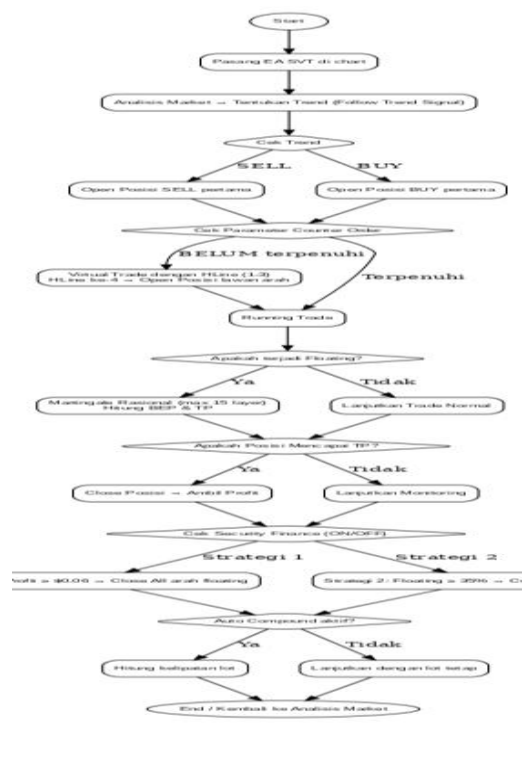 Start
Pasang EA SVT di chart
Analisis Market → Tentukan Trend (Follow Trend Signal)
Cek Trend
SELL
BUY
Open Posisi SELL pertama
Open Posisi BUY pertama
Cek Parameter Counter Order
BELUM terpenuhi
Terpenuhi
Virtual Trade dengan HLine (1-3)
HLine ke-4 → Open Posisi lawan arah
Running Trade
Apakah terjadi Floating?
Ya
Tidak
Martingale Rasional (max 15 layer)
Hitung BEP & TP
Lanjutkan Trade Normal
Apakah Posisi Mencapai TP?
Ya
Tidak
Close Posisi → Ambil Profit
Lanjutkan Monitoring
Cek Security Finance (ON/OFF)
Strategi 1
Strategi 2
$0.06 → Close All arah floating
Strategi 2: Floating ≥ 35% →
Auto Compound aktif?
Ya
Tidak
Hitung kelipatan lot
Lanjutkan dengan lot tetap
End / Kembali ke Analisis Market